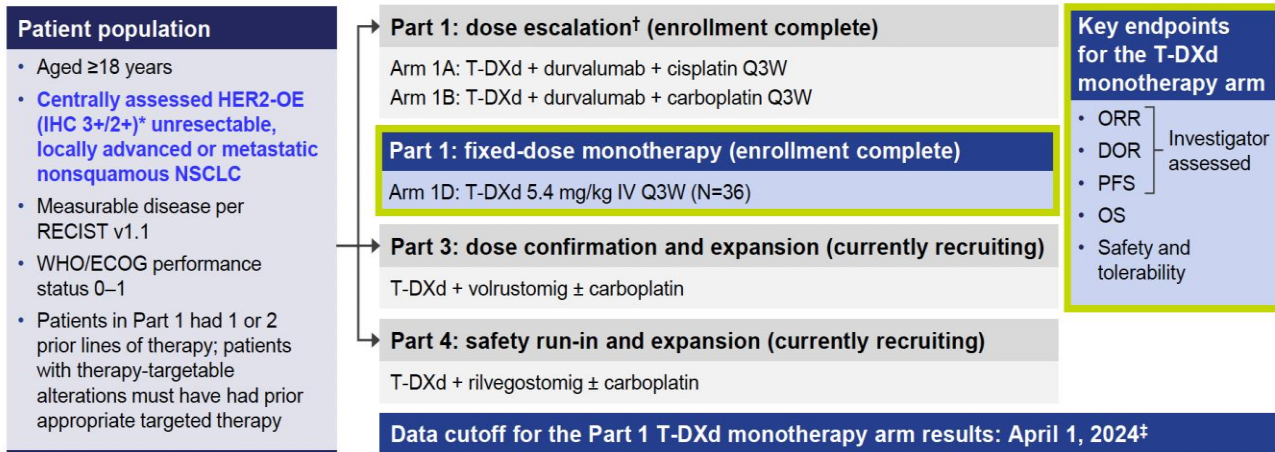 Patient population
• Aged ≥18 years
• Centrally assessed HER2-OE
(IHC 3+/2+)* unresectable,
locally advanced or metastatic
nonsquamous NSCLC
• Measurable disease per
RECIST v1.1
• WHO/ECOG performance
status 0–1
• Patients in Part 1 had 1 or 2
prior lines of therapy; patients
with therapy-targetable
alterations must have had prior
appropriate targeted therapy
Part 1: dose escalation† (enrollment complete)
Arm 1A: T-DXd + durvalumab + cisplatin Q3W
Arm 1B: T-DXd + durvalumab + carboplatin Q3W
Part 1: fixed-dose monotherapy (enrollment complete)
Arm 1D: T-DXd 5.4 mg/kg IV Q3W (N=36)
Part 3: dose confirmation and expansion (currently recruiting)
T-DXd + volrustomig ± carboplatin
Part 4: safety run-in and expansion (currently recruiting)
T-DXd + rilvegostomig ± carboplatin
Data cutoff for the Part 1 T-DXd monotherapy arm results: April 1, 2024‡
Key endpoints
for the T-DXd
monotherapy arm
• ORR
• DOR
• PFS
Investigator
assessed
• OS
• Safety and
tolerability